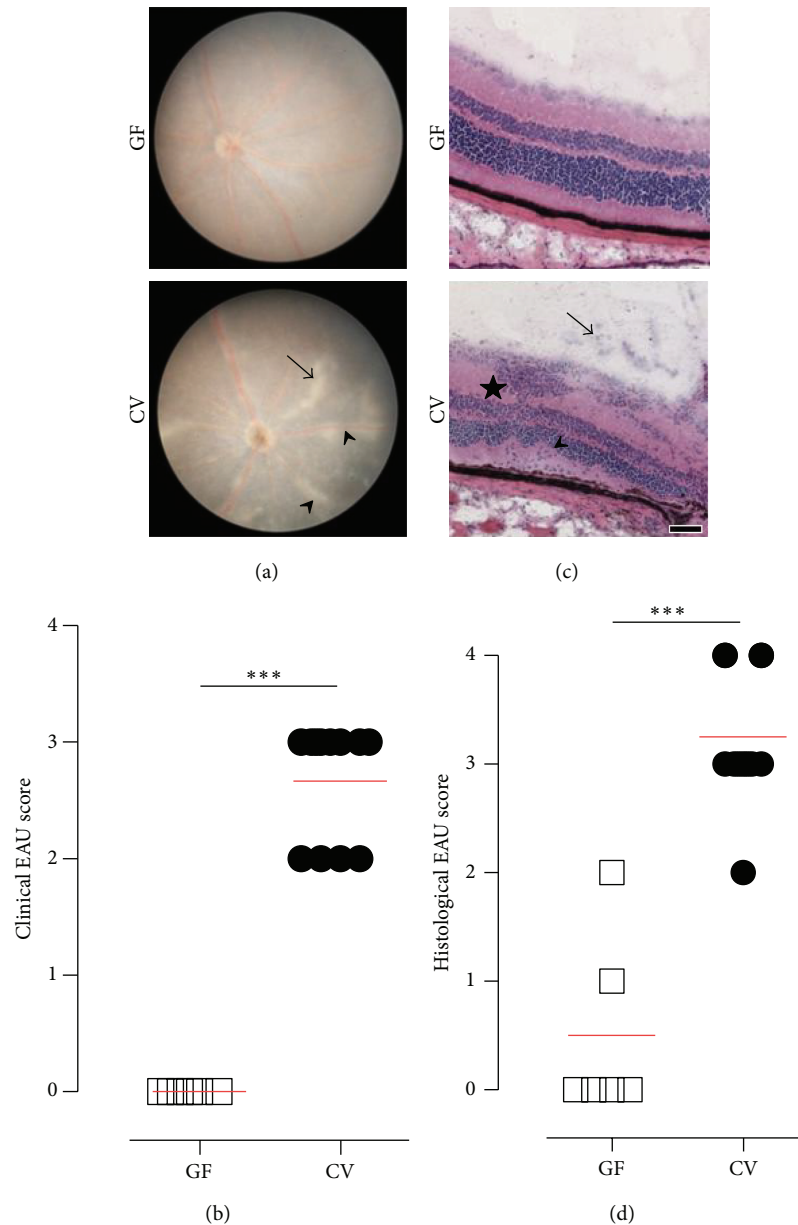 GF
GF
CV
CV
(a)
(c)
***
***
4
3
2
1
0
Clinical EAU score
GF
CV
(b)
4
3
2
1
0
Histological EAU score
GF
CV
(d)